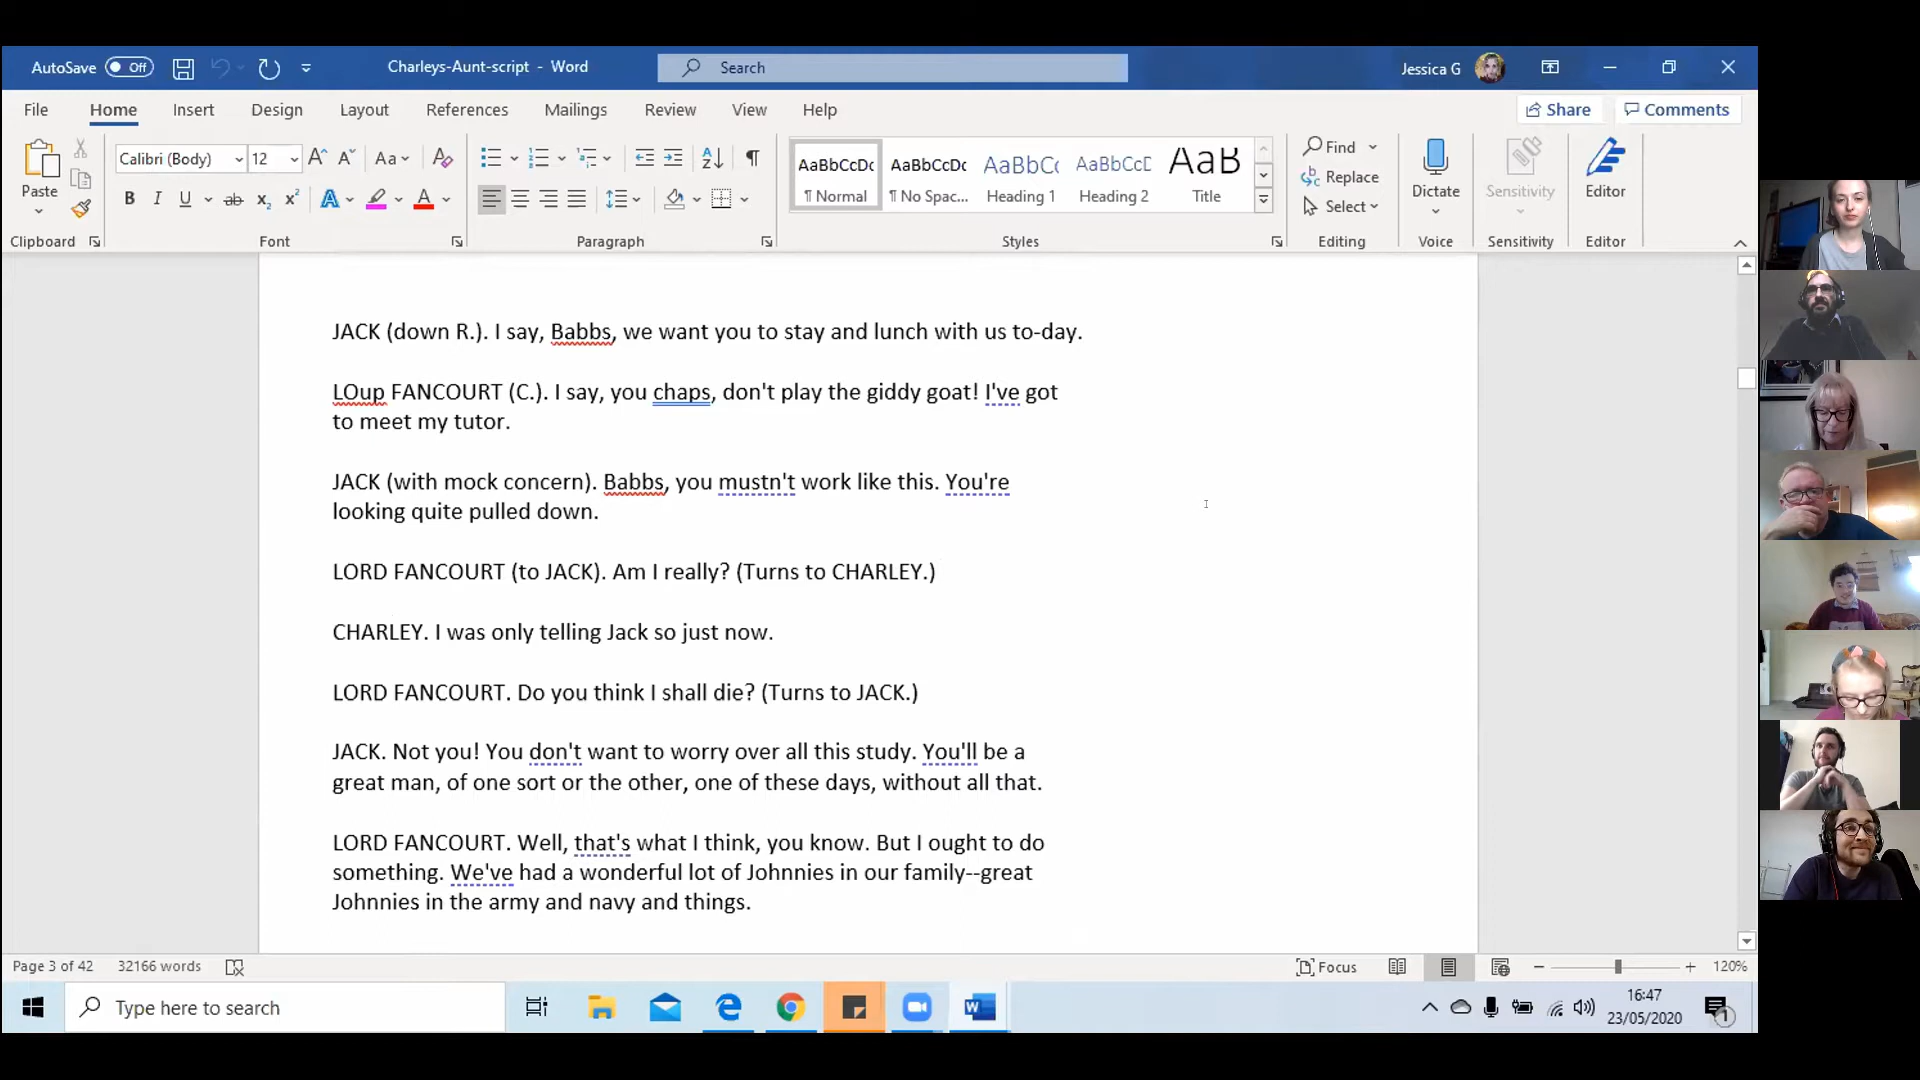 AutoSave Off Charleys-Aunt-script - Word Search Jessica G
File Home Insert Design Layout References Mailings Review View Help Share Comments
Paste
Clipboard
Calibri (Body) 12 Aa
B I U ab x2 x2 A A
Font
Paragraph
AaBbCcDc AaBbCcDc AaBbCc AaBbCcD AaB
¶ Normal ¶ No Spac... Heading 1 Heading 2 Title
Styles
Find
Replace
Select
Editing
Dictate
Voice
Sensitivity
Sensitivity
Editor
Editor
JACK (down R.). I say, Babbs, we want you to stay and lunch with us to-day.
LOup FANCOURT (C.). I say, you chaps, don't play the giddy goat! I've got
to meet my tutor.
JACK (with mock concern). Babbs, you mustn't work like this. You're
looking quite pulled down.
LORD FANCOURT (to JACK). Am I really? (Turns to CHARLEY.)
CHARLEY. I was only telling Jack so just now.
LORD FANCOURT. Do you think I shall die? (Turns to JACK.)
JACK. Not you! You don't want to worry over all this study. You'll be a
great man, of one sort or the other, one of these days, without all that.
LORD FANCOURT. Well, that's what I think, you know. But I ought to do
something. We've had a wonderful lot of Johnnies in our family--great
Johnnies in the army and navy and things.
Page 3 of 42 32166 words Focus 120%
Type here to search
16:47
23/05/2020
1